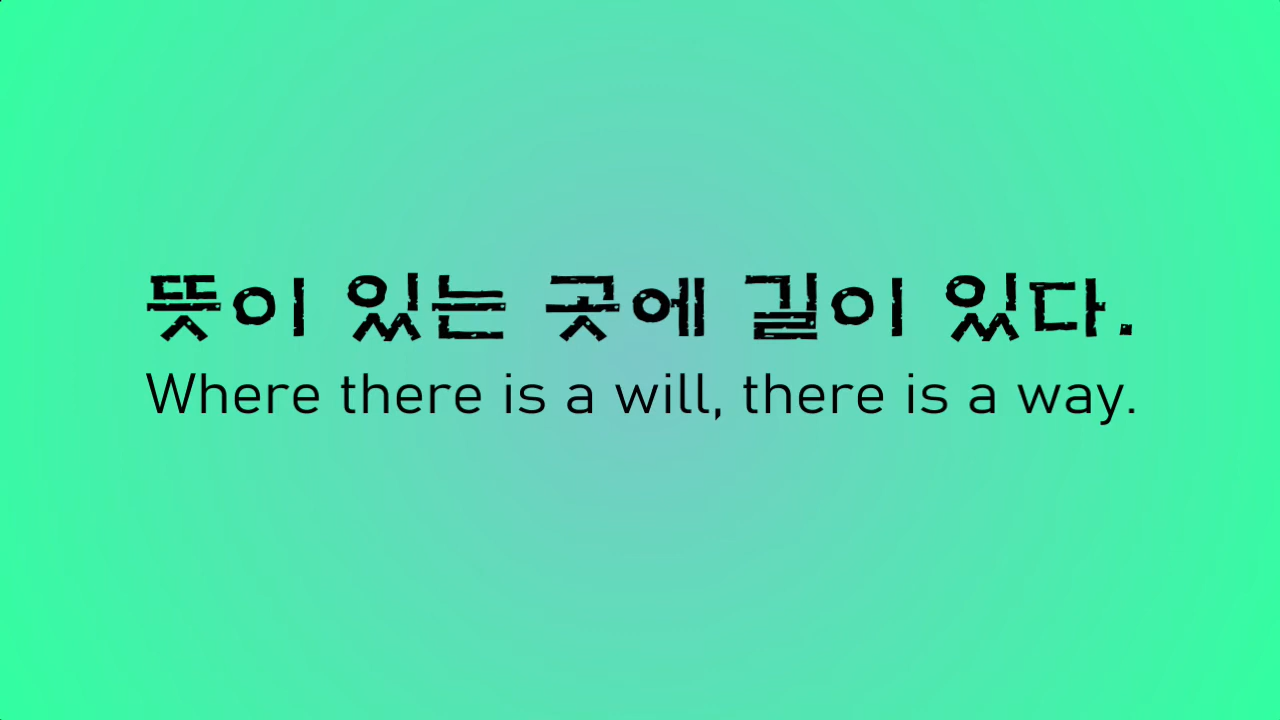 뜻이 있는 곳에 길이 있다.
Where there is a will, there is a way.